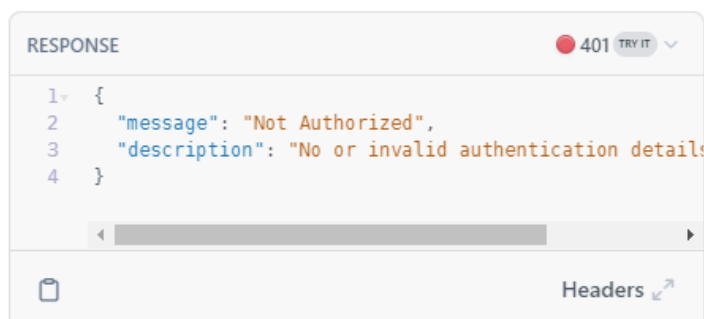 RESPONSE 401 TRY IT
1 {
2 "message": "Not Authorized",
3 "description": "No or invalid authentication details
4 }
Headers